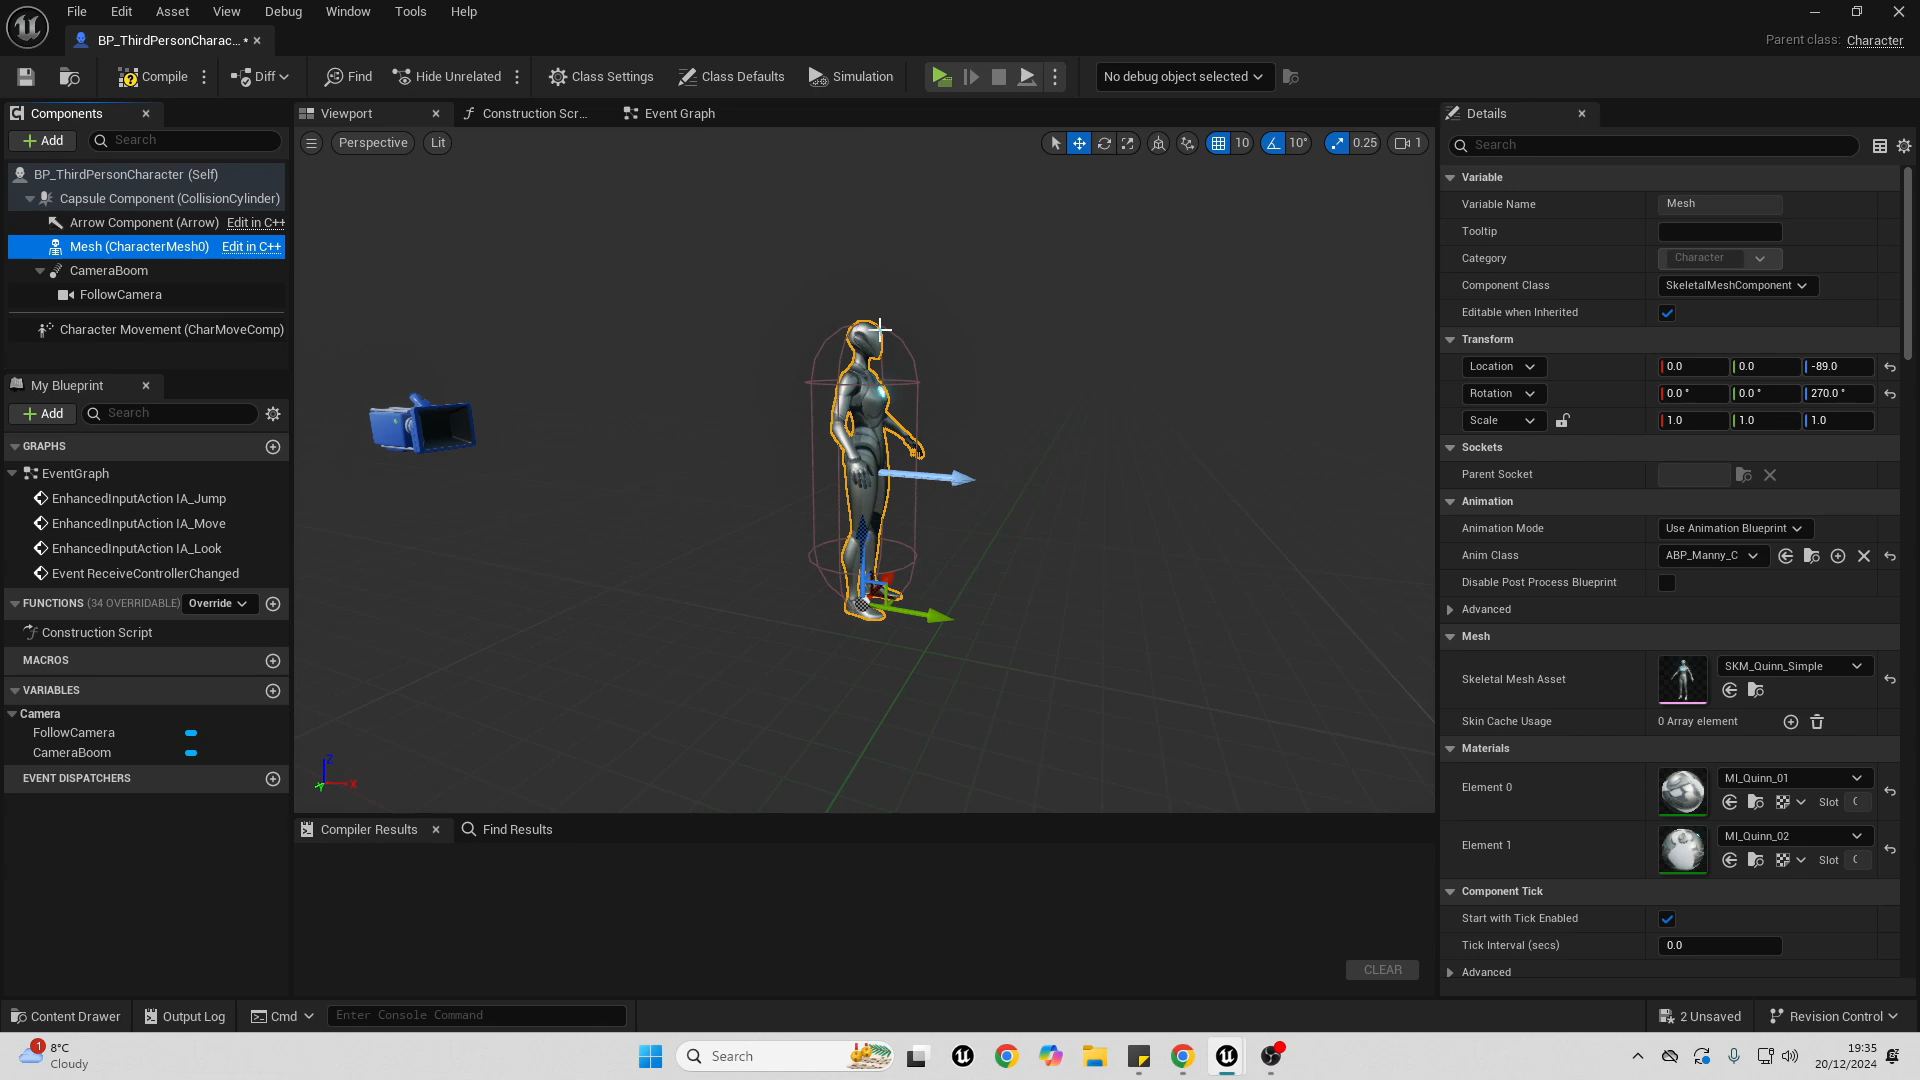 File Edit Asset View Debug Window Tools Help
BP_ThirdPersonCharac... •
Parent class: Character
Compile Diff Find Hide Unrelated Class Settings Class Defaults Simulation No debug object selected
Components
Add Search
BP_ThirdPersonCharacter (Self)
Capsule Component (CollisionCylinder)
Arrow Component (Arrow) Edit in C++
Mesh (CharacterMesh0) Edit in C++
CameraBoom
FollowCamera
Character Movement (CharMoveComp)
My Blueprint
Add Search
GRAPHS
EventGraph
EnhancedInputAction IA_Jump
EnhancedInputAction IA_Move
EnhancedInputAction IA_Look
Event ReceiveControllerChanged
FUNCTIONS (34 OVERRIDABLE) Override
Construction Script
MACROS
VARIABLES
Camera
FollowCamera
CameraBoom
EVENT DISPATCHERS
Viewport Construction Scr... Event Graph
Perspective Lit 10 10° 0.25 1
Z
X
Y
Compiler Results Find Results
CLEAR
Details
Search
Variable
Variable Name Mesh
Tooltip
Category Character
Component Class SkeletalMeshComponent
Editable when Inherited
Transform
Location 0.0 0.0 -89.0
Rotation 0.0 ° 0.0 ° 270.0 °
Scale 1.0 1.0 1.0
Sockets
Parent Socket
Animation
Animation Mode Use Animation Blueprint
Anim Class ABP_Manny_C
Disable Post Process Blueprint
Advanced
Mesh
Skeletal Mesh Asset SKM_Quinn_Simple
Skin Cache Usage 0 Array element
Materials
Element 0 MI_Quinn_01
Slot
Element 1 MI_Quinn_02
Slot
Component Tick
Start with Tick Enabled
Tick Interval (secs) 0.0
Advanced
Content Drawer Output Log Cmd Enter Console Command 2 Unsaved Revision Control
1
8°C
Cloudy
Search
19:35
20/12/2024